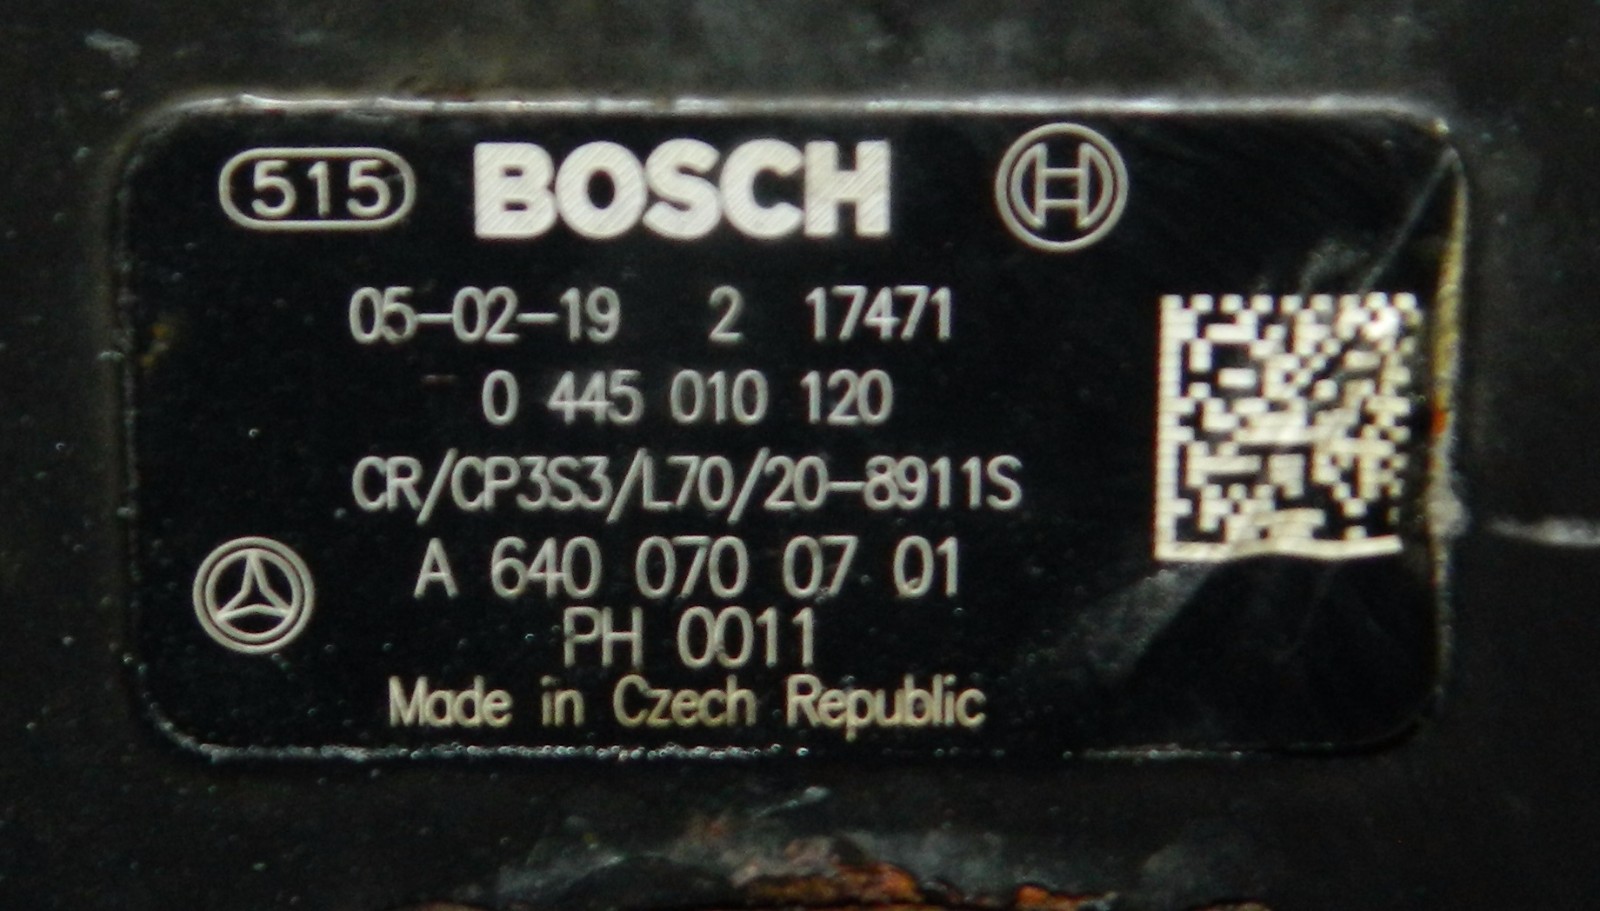 515 BOSCH
05-02-19 2 17471
0 445 010 120
CR/CP3S3/L70/20-8911S
A 640 070 07 01
PH 0011
Made in Czech Republic